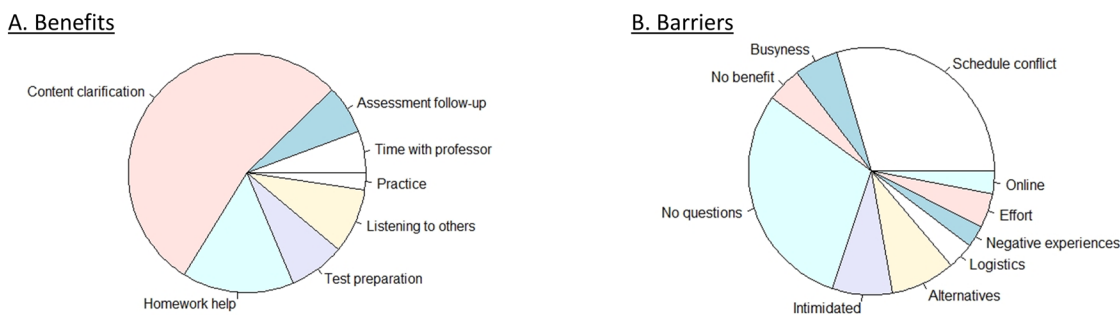 A. Benefits
Content clarification
Assessment follow-up
Time with professor
Practice
Listening to others
Test preparation
Homework help
B. Barriers
Busyness
Schedule conflict
No benefit
No questions
Online
Effort
Negative experiences
Logistics
Alternatives
Intimidated